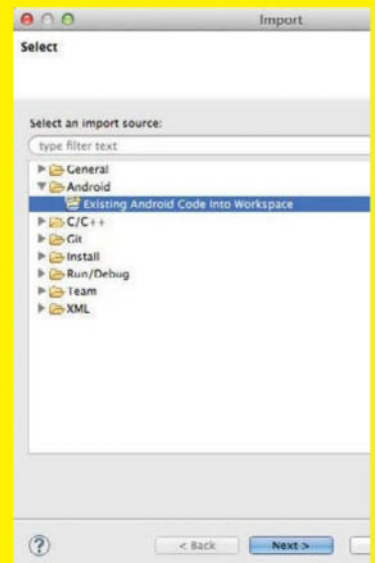 Import
Select
Select an import source:
type filter text
General
Android
Existing Android Code Into Workspace
C/C++
Git
Install
Run/Debug
Team
XML
?
< Back
Next >